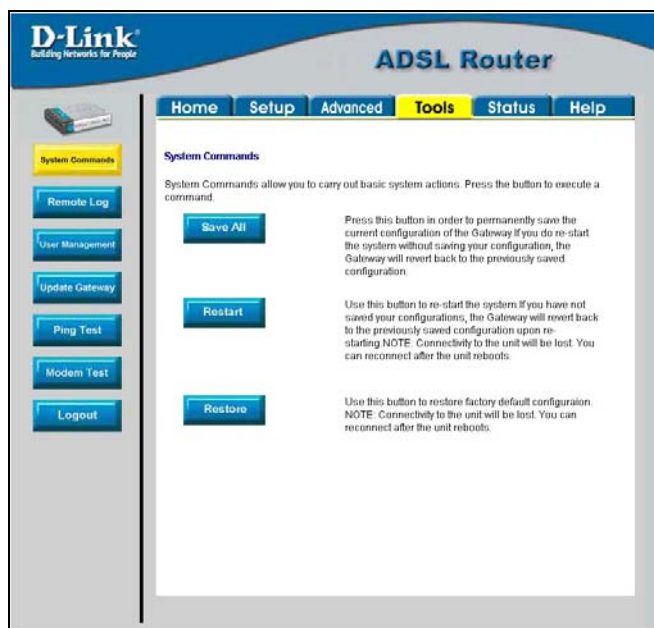 D-Link®
Building Networks for People
ADSL Router
Home Setup Advanced Tools Status Help
System Commands
Remote Log
User Management
Update Gateway
Ping Test
Modem Test
Logout
System Commands
System Commands allow you to carry out basic system actions. Press the button to execute a
command.
Save All
Press this button in order to permanently save the
current configuration of the Gateway.If you do re-start
the system without saving your configuration, the
Gateway will revert back to the previously saved
configuration.
Restart
Use this button to re-start the system.If you have not
saved your configurations, the Gateway will revert back
to the previously saved configuration upon re-
starting.NOTE: Connectivity to the unit will be lost. You
can reconnect after the unit reboots.
Restore
Use this button to restore factory default configuraion.
NOTE: Connectivity to the unit will be lost. You can
reconnect after the unit reboots.